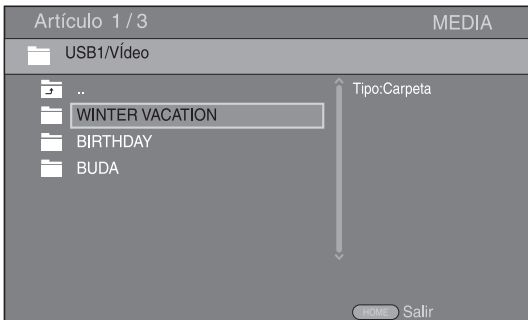 Artículo 1/3
MEDIA
USB1/VÍdeo
..
Tipo:Carpeta
WINTER VACATION
BIRTHDAY
BUDA
HOME Salir